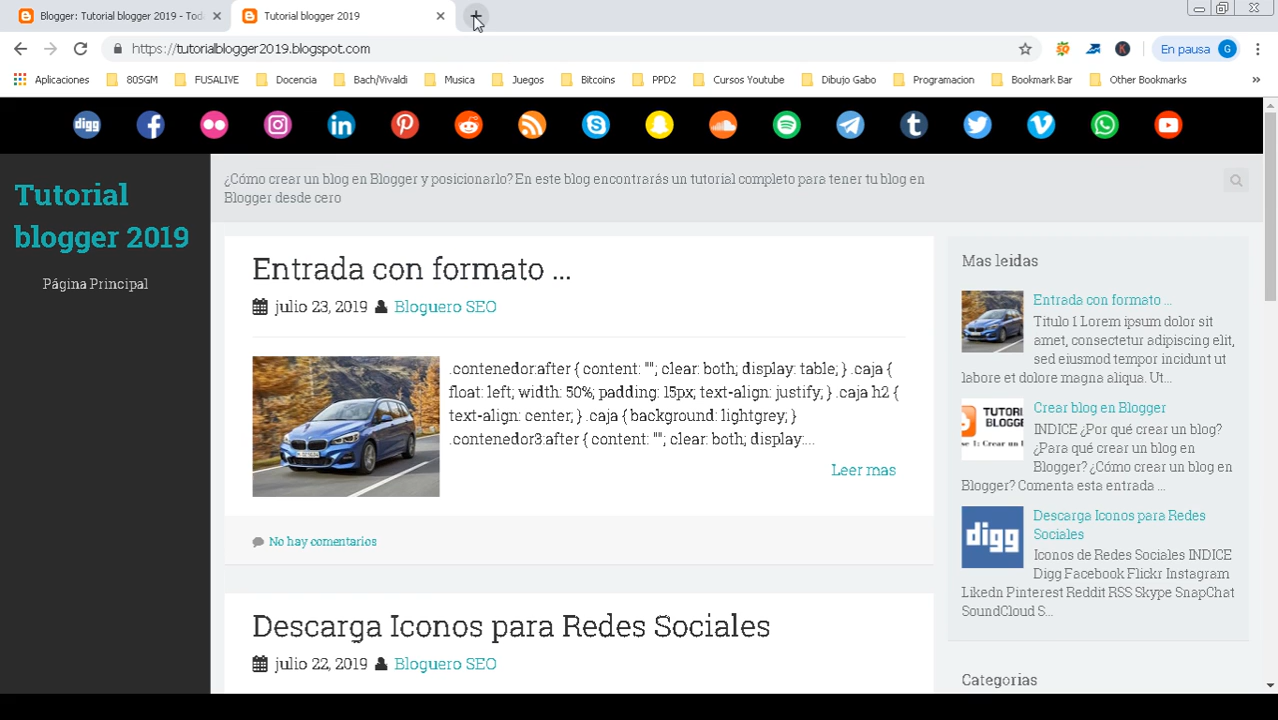 Blogger: Tutorial blogger 2019 - Toda
Tutorial blogger 2019
https://tutorialblogger2019.blogspot.com
En pausa G
Aplicaciones 80SGM FUSALIVE Docencia Bach/Vivaldi Musica Juegos Bitcoins PPD2 Cursos Youtube Dibujo Gabo Programacion Bookmark Bar Other Bookmarks »
digg
Tutorial
blogger 2019
Página Principal
¿Cómo crear un blog en Blogger y posicionarlo? En este blog encontrarás un tutorial completo para tener tu blog en
Blogger desde cero
Entrada con formato ...
julio 23, 2019 Bloguero SEO
.contenedor:after { content: ""; clear: both; display: table; } .caja {
float: left; width: 50%; padding: 15px; text-align: justify; } .caja h2 {
text-align: center; } .caja { background: lightgrey; }
.contenedor3:after { content: ""; clear: both; display:...
Leer mas
No hay comentarios
Descarga Iconos para Redes Sociales
julio 22, 2019 Bloguero SEO
Mas leidas
Entrada con formato ...
Titulo 1 Lorem ipsum dolor sit
amet, consectetur adipiscing elit,
sed eiusmod tempor incidunt ut
labore et dolore magna aliqua. Ut...
TUTORI
BLOGGE
Crear blog en Blogger
INDICE ¿Por qué crear un blog?
¿Para qué crear un blog en
Blogger? ¿Cómo crear un blog en
Blogger? Comenta esta entrada ...
digg
Descarga Iconos para Redes
Sociales
Iconos de Redes Sociales INDICE
Digg Facebook Flickr Instagram
Likedn Pinterest Reddit RSS Skype SnapChat
SoundCloud S...
Categorias